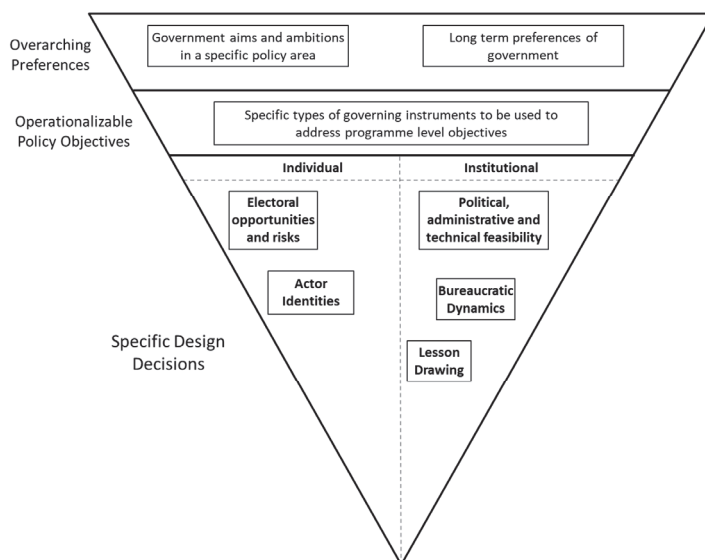 Overarching
Preferences
Government aims and ambitions
in a specific policy area
Long term preferences of
government
Operationalizable
Policy Objectives
Specific types of governing instruments to be used to
address programme level objectives
Individual
Institutional
Electoral
opportunities
and risks
Political,
administrative and
technical feasibility
Actor
Identities
Bureaucratic
Dynamics
Specific Design
Decisions
Lesson
Drawing